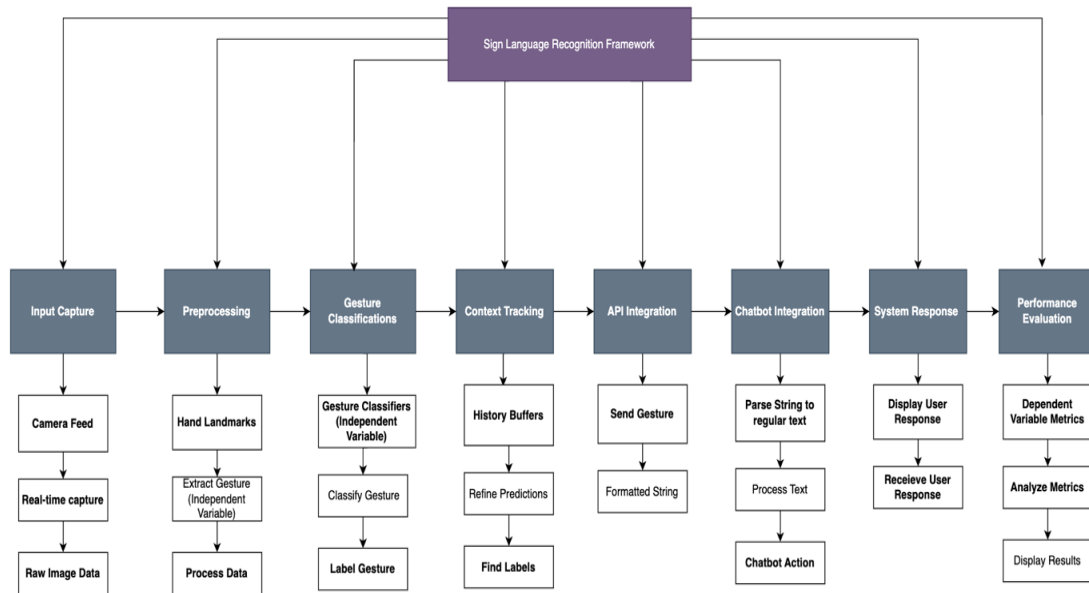 Sign Language Recognition Framework
Input Capture
Preprocessing
Gesture
Classifications
Context Tracking
API Integration
Chatbot Integration
System Response
Performance
Evaluation
Camera Feed
Real-time capture
Raw Image Data
Hand Landmarks
Extract Gesture
(Independent
Variable)
Process Data
Gesture Classifiers
(Independent
Variable)
Classify Gesture
Label Gesture
History Buffers
Refine Predictions
Find Labels
Send Gesture
Formatted String
Parse String to
regular text
Process Text
Chatbot Action
Display User
Response
Receieve User
Response
Dependent
Variable Metrics
Analyze Metrics
Display Results